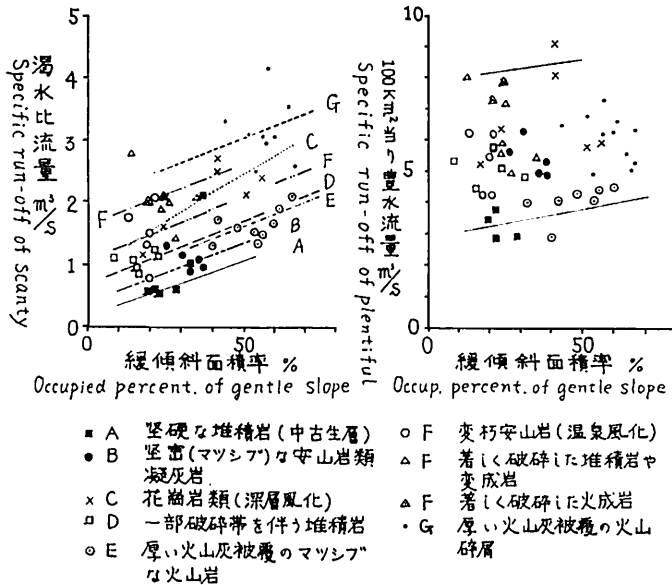 5
4
3
2
1
0
渇水比流量 m³/s
Specific run-off of scanty
G
C
F
D
E
B
A
F
0
50
緩傾斜面積率 %
Occupied percent. of gentle slope
10
5
0
100Km²当り豊水流量 m³/s
Specific run-off of plentiful
50
緩傾斜面積率 %
Occup. percent. of gentle slope
A 堅硬な堆積岩(中古生層)
B 堅密(マッシブ)な安山岩類
凝灰岩
C 花崗岩類(深層風化)
D 一部破砕帯を伴う堆積岩
E 厚い火山灰被覆のマッシブ
な火山岩
F 変朽安山岩(温泉風化)
F 著しく破砕した堆積岩や
変成岩
F 著しく破砕した火成岩
G 厚い火山灰被覆の火山
砕屑